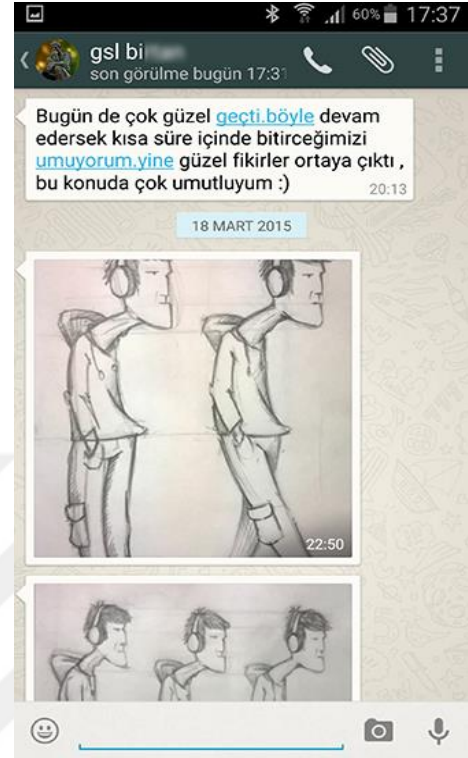 60% 17:37
gsl bi
son görülme bugün 17:31
Bugün de çok güzel geçti.böyle devam
edersek kısa süre içinde bitirceğimizi
umuyorum.yine güzel fikirler ortaya çıktı ,
bu konuda çok umutluyum :)
20:13
18 MART 2015
22:50